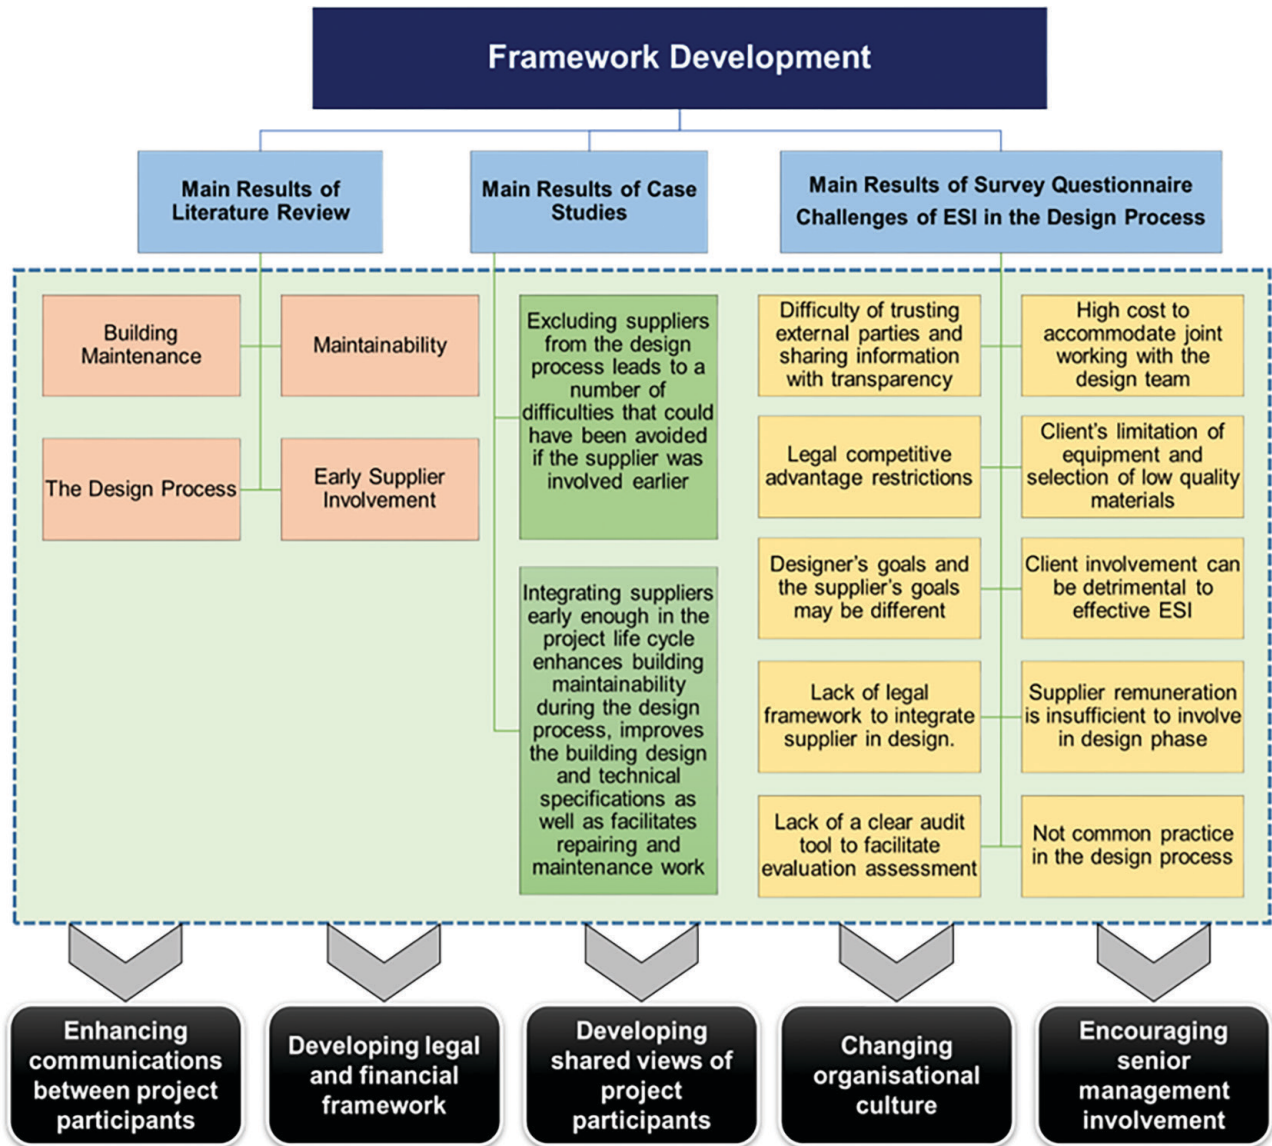 Framework Development
Main Results of
Literature Review
Main Results of Case
Studies
Main Results of Survey Questionnaire
Challenges of ESI in the Design Process
Building
Maintenance
Maintainability
The Design Process
Early Supplier
Involvement
Excluding suppliers
from the design
process leads to a
number of
difficulties that could
have been avoided
if the supplier was
involved earlier
Integrating suppliers
early enough in the
project life cycle
enhances building
maintainability
during the design
process, improves
the building design
and technical
specifications as
well as facilitates
repairing and
maintenance work
Difficulty of trusting
external parties and
sharing information
with transparency
High cost to
accommodate joint
working with the
design team
Legal competitive
advantage restrictions
Client's limitation of
equipment and
selection of low quality
materials
Designer's goals and
the supplier's goals
may be different
Client involvement can
be detrimental to
effective ESI
Lack of legal
framework to integrate
supplier in design.
Supplier remuneration
is insufficient to involve
in design phase
Lack of a clear audit
tool to facilitate
evaluation assessment
Not common practice
in the design process
Enhancing
communications
between project
participants
Developing legal
and financial
framework
Developing
shared views of
project
participants
Changing
organisational
culture
Encouraging
senior
management
involvement